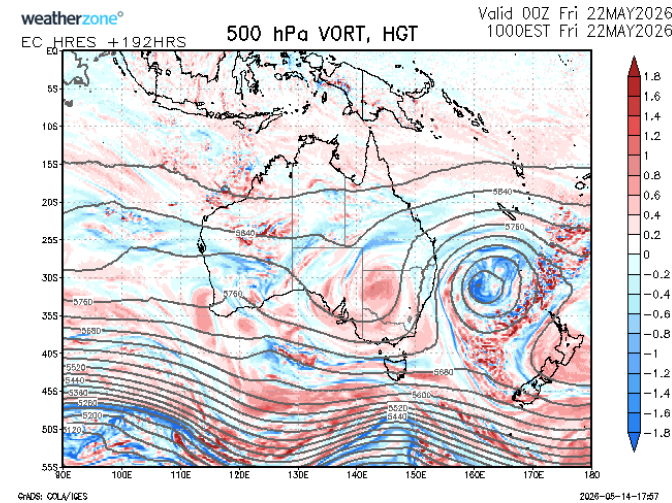 weatherzone°
EC HRES +192HRS
500 hPa VORT, HGT
Valid 00Z Fri 22MAY2026
1000EST Fri 22MAY2026
EQ
5S
10S
15S
20S
25S
30S
35S
40S
45S
50S
55S
90E
100E
110E
120E
130E
140E
150E
160E
170E
180
1.8
1.6
1.4
1.2
1
0.8
0.6
0.4
0.2
0
−0.2
−0.4
−0.6
−0.8
−1
−1.2
−1.4
−1.6
−1.8
5840
5760
5840
5760
5760
5680
5680
5600
5520
5440
5360
5280
5200
5120
5520
5440
GrADS: COLA/IGES
2026-05-14-17:57